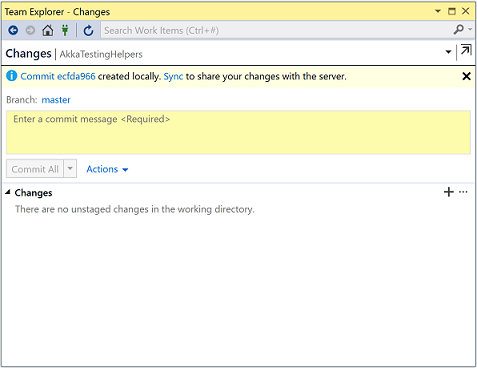 Team Explorer - Changes
Search Work Items (Ctrl+#)
Changes | AkkaTestingHelpers
Commit ecfda966 created locally. Sync to share your changes with the server.
Branch: master
Enter a commit message <Required>
Commit All Actions
Changes
There are no unstaged changes in the working directory.